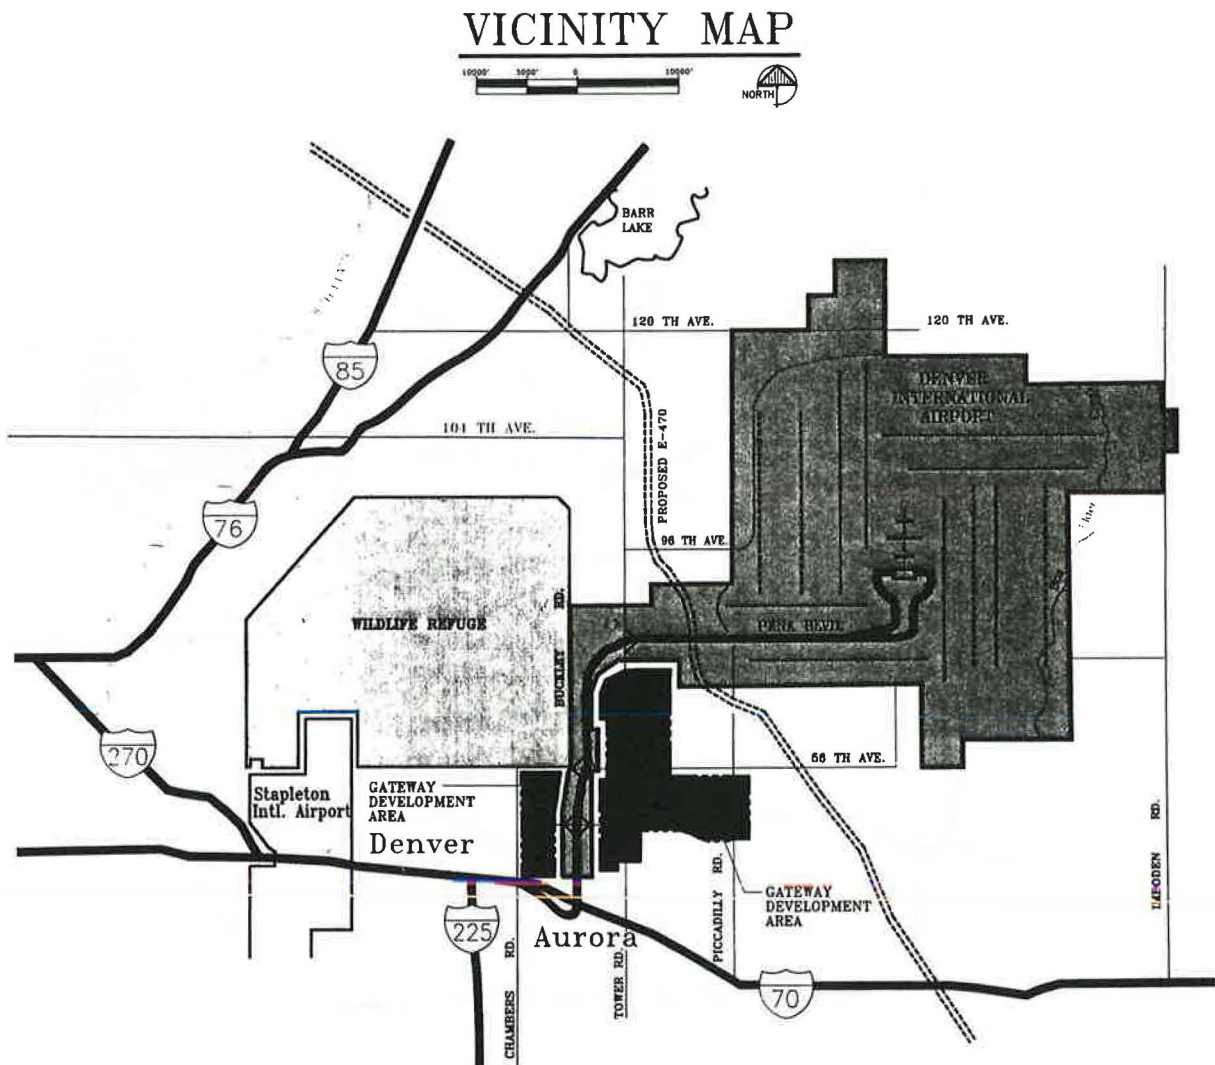 VICINITY MAP
10000' 5000' 0 10000'
NORTH
BARR
LAKE
120 TH AVE.
120 TH AVE.
85
DENVER
INTERNATIONAL
AIRPORT
104 TH AVE.
PROPOSED E-470
76
96 TH AVE.
WILDLIFE REFUGE
BUCKLEY RD.
PENA BLVD.
270
66 TH AVE.
Stapleton
Intl. Airport
GATEWAY
DEVELOPMENT
AREA
Denver
IMBODEN RD.
PICCADILLY RD.
GATEWAY
DEVELOPMENT
AREA
225
Aurora
CHAMBERS RD.
TOWER RD.
70